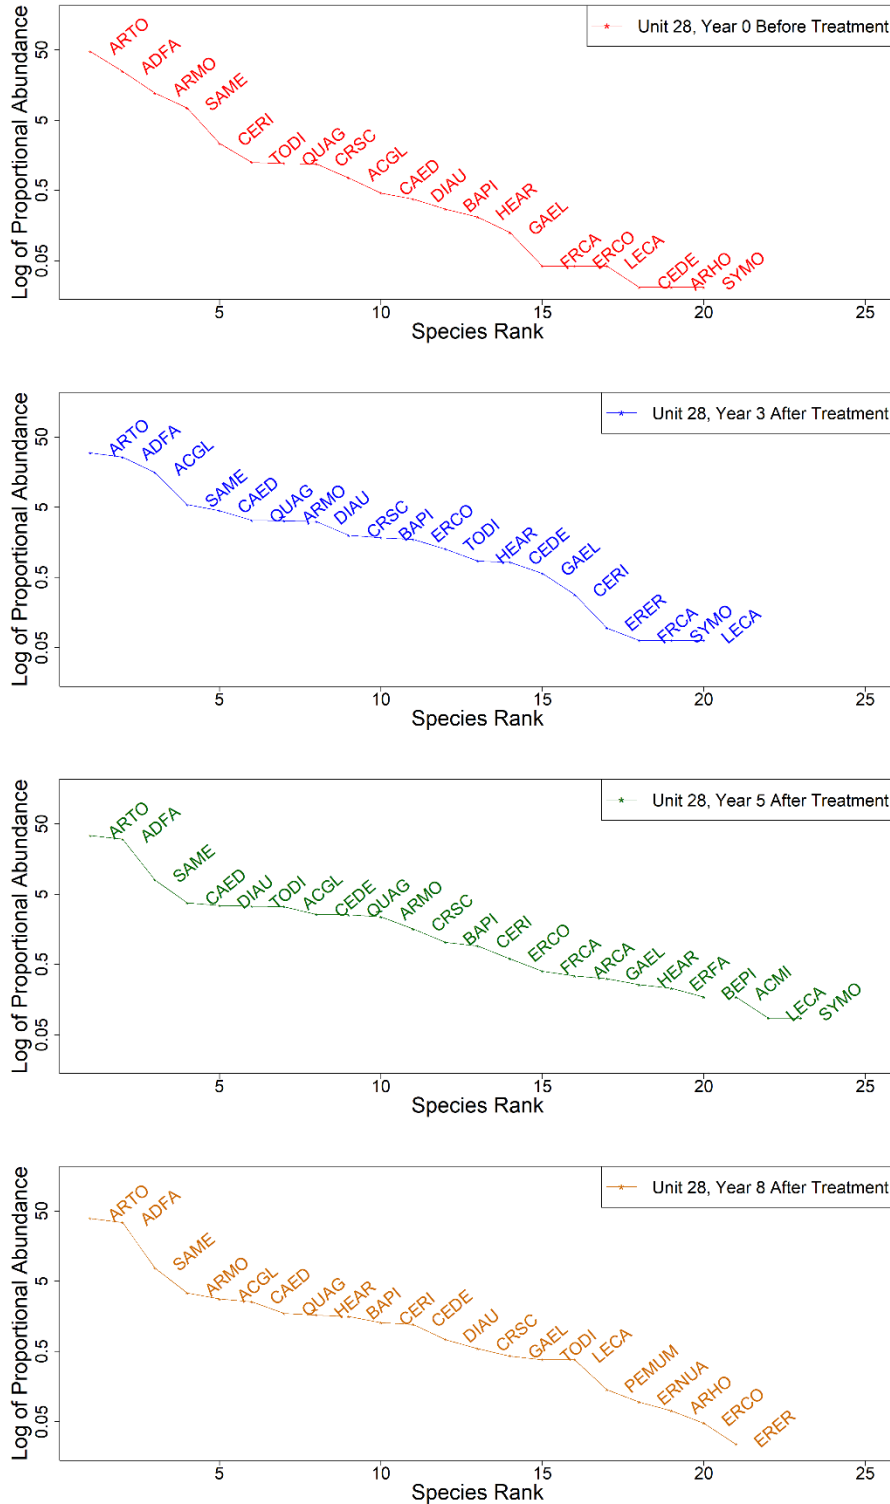 Unit 28, Year 0 Before Treatment
Log of Proportional Abundance
50
5
0.5
0.05
ARTO
ADFA
ARMO
SAME
CERI
TODI
QUAG
CRSC
ACGL
CAED
DIAU
BAPI
HEAR
GAEL
FRCA
ERCO
LECA
CEDE
ARHO
SYMO
5
10
15
20
25
Species Rank
Unit 28, Year 3 After Treatment
Log of Proportional Abundance
50
5
0.5
0.05
ARTO
ADFA
ACGL
SAME
CAED
QUAG
ARMO
DIAU
CRSC
BAPI
ERCO
TODI
HEAR
CEDE
GAEL
CERI
ERER
FRCA
SYMO
LECA
5
10
15
20
25
Species Rank
Unit 28, Year 5 After Treatment
Log of Proportional Abundance
50
5
0.5
0.05
ARTO
ADFA
SAME
CAED
DIAU
TODI
ACGL
CEDE
QUAG
ARMO
CRSC
BAPI
CERI
ERCO
FRCA
ARCA
GAEL
HEAR
ERFA
BEPI
ACMI
LECA
SYMO
5
10
15
20
25
Species Rank
Unit 28, Year 8 After Treatment
Log of Proportional Abundance
50
5
0.5
0.05
ARTO
ADFA
SAME
ARMO
ACGL
CAED
QUAG
HEAR
BAPI
CERI
CEDE
DIAU
CRSC
GAEL
TODI
LECA
PEMUM
ERNUA
ARHO
ERCO
ERER
5
10
15
20
25
Species Rank